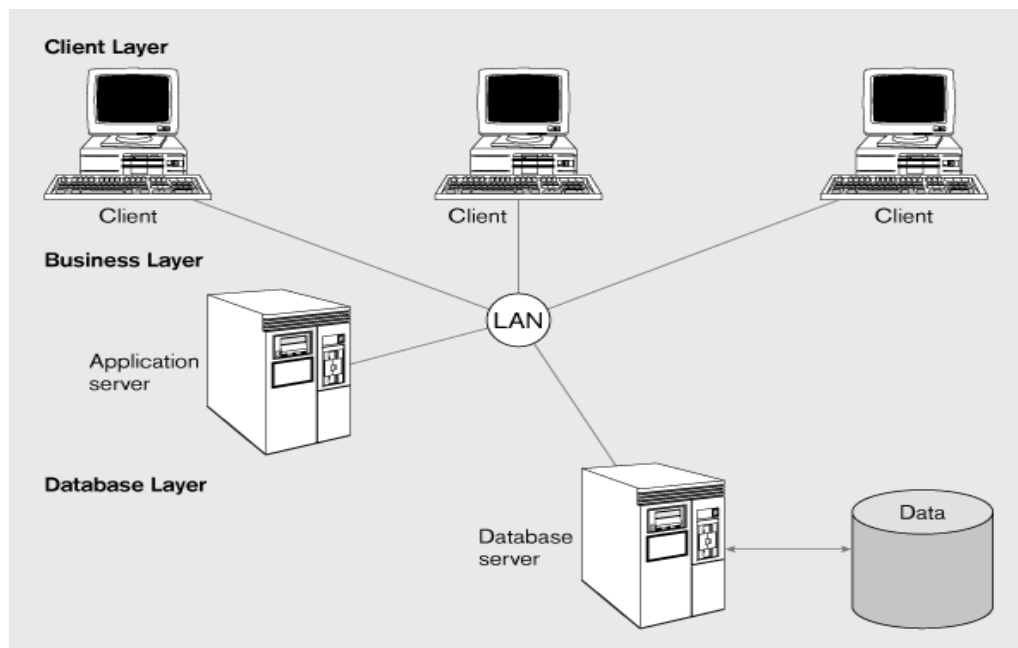 Client Layer
Client
Client
Client
Business Layer
LAN
Application
server
Database Layer
Data
Database
server